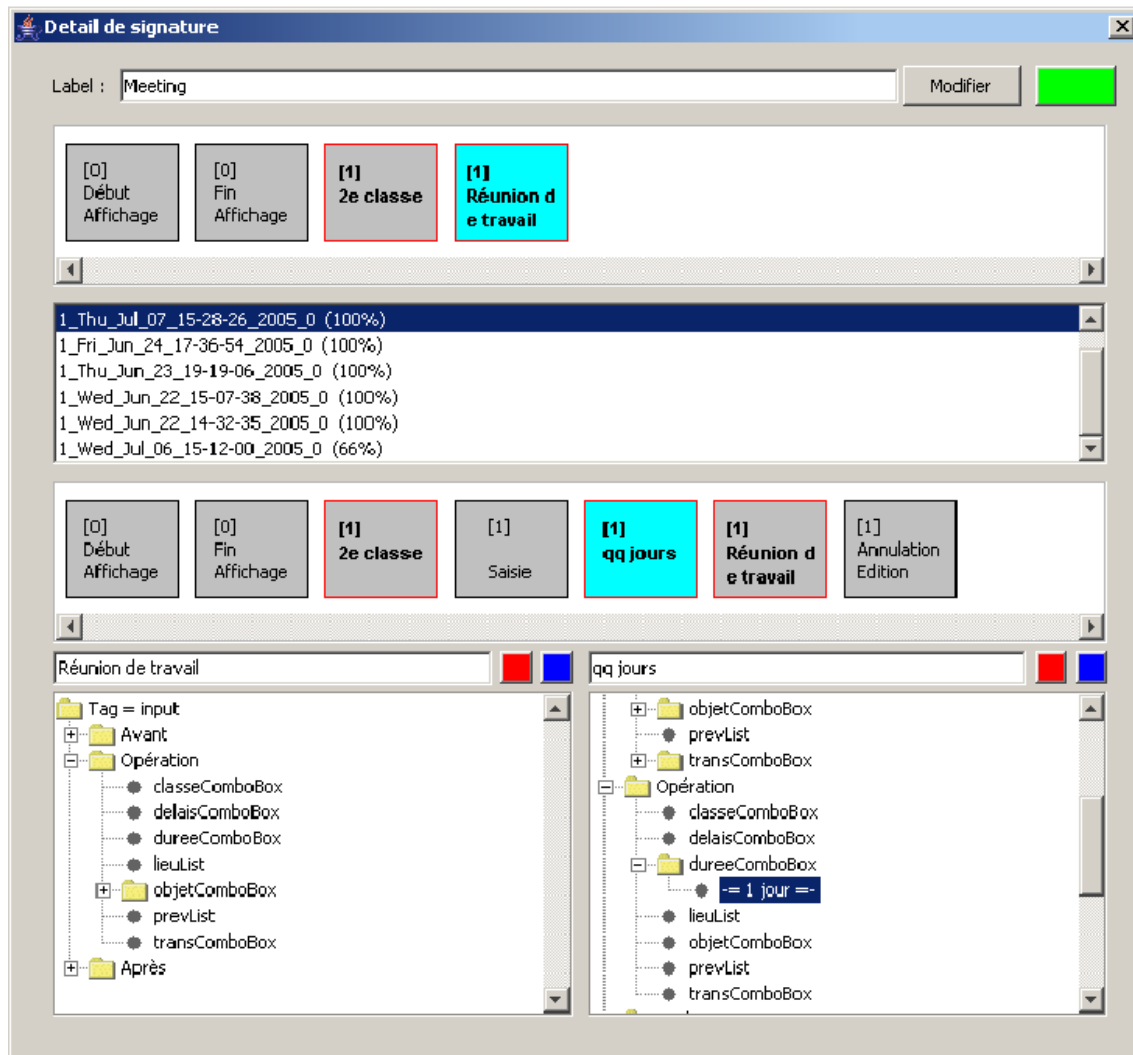 Detail de signature
Label : Meeting Modifier
[0] Début Affichage
[0] Fin Affichage
[1] 2e classe
[1] Réunion d e travail
1_Thu_Jul_07_15-28-26_2005_0 (100%)
1_Fri_Jun_24_17-36-54_2005_0 (100%)
1_Thu_Jun_23_19-19-06_2005_0 (100%)
1_Wed_Jun_22_15-07-38_2005_0 (100%)
1_Wed_Jun_22_14-32-35_2005_0 (100%)
1_Wed_Jul_06_15-12-00_2005_0 (66%)
[0] Début Affichage
[0] Fin Affichage
[1] 2e classe
[1] Saisie
[1] qq jours
[1] Réunion d e travail
[1] Annulation Edition
Réunion de travail
Tag = input
Avant
Opération
classeComboBox
delaisComboBox
dureeComboBox
lieuList
objetComboBox
prevList
transComboBox
Après
qq jours
objetComboBox
prevList
transComboBox
Opération
classeComboBox
delaisComboBox
dureeComboBox
-= 1 jour =-
lieuList
objetComboBox
prevList
transComboBox